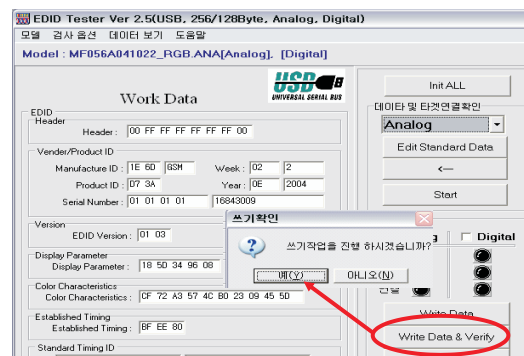 EDID Tester Ver 2.5(USB, 256/128Byte, Analog, Digital)
모델 검사 옵션 데이터 보기 도움말
Model : MF056A041022_RGB.ANA[Analog], [Digital]
Work Data
USB
UNIVERSAL SERIAL BUS
Init ALL
데이타 및 타겟연결확인
Analog
Edit Standard Data
<—
Start
EDID
Header
Header : 00 FF FF FF FF FF FF 00
Vender/Product ID
Manufacture ID : 1E 6D GSM Week : 02 2
Product ID : D7 3A Year : 0E 2004
Serial Number : 01 01 01 01 16843009
Version
EDID Version : 01 03
쓰기확인
쓰기작업을 진행 하시겠습니까?
예(Y) 아니오(N)
Digital
연결
Display Parameter
Display Parameter : 18 5D 34 96 08
Color Characteristics
Color Characteristics : CF 72 A3 57 4C B0 23 09 45 5D
Established Timing
Established Timing : BF EE 80
Write Data
Write Data & Verify
Standard Timing ID